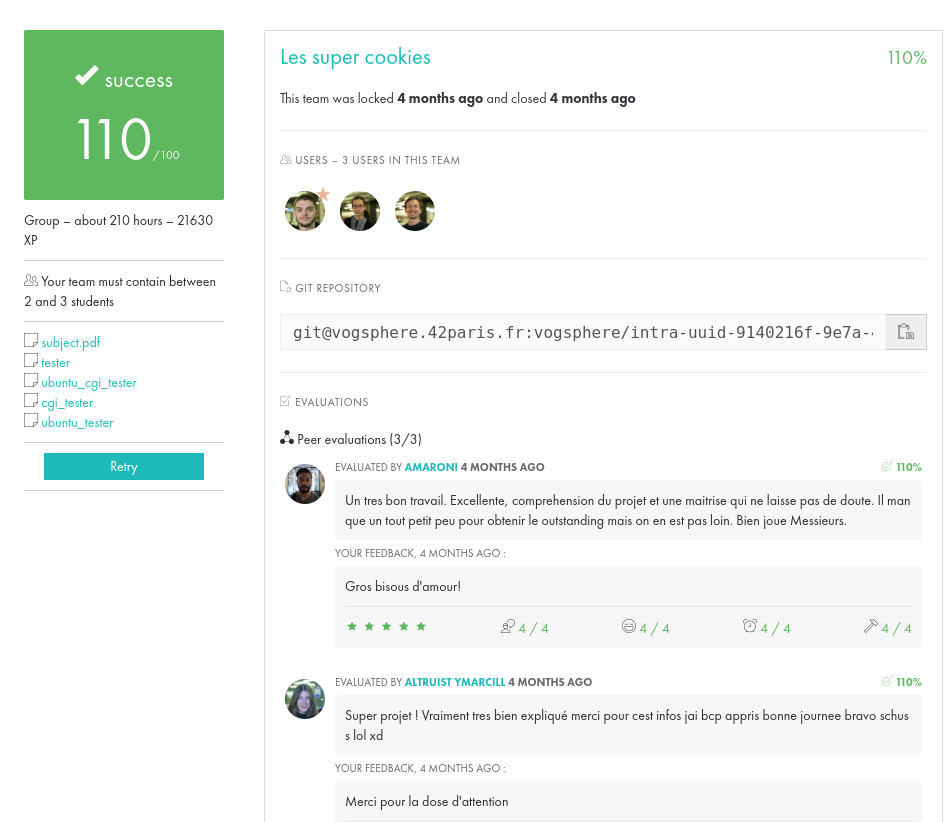 success
110/100
Group – about 210 hours – 21630
XP
Your team must contain between
2 and 3 students
subject.pdf
tester
ubuntu_cgi_tester
cgi_tester
ubuntu_tester
Retry
Les super cookies
110%
This team was locked 4 months ago and closed 4 months ago
USERS – 3 USERS IN THIS TEAM
GIT REPOSITORY
git@vogsphere.42paris.fr:vogsphere/intra-uuid-9140216f-9e7a-
EVALUATIONS
Peer evaluations (3/3)
EVALUATED BY AMARONI 4 MONTHS AGO
110%
Un tres bon travail. Excellente, comprehension du projet et une maitrise qui ne laisse pas de doute. Il man
que un tout petit peu pour obtenir le outstanding mais on en est pas loin. Bien joue Messieurs.
YOUR FEEDBACK, 4 MONTHS AGO :
Gros bisous d'amour!
4 / 4 4 / 4 4 / 4 4 / 4
EVALUATED BY ALTRUIST YMARCILL 4 MONTHS AGO
110%
Super projet ! Vraiment tres bien expliqué merci pour cest infos jai bcp appris bonne journee bravo schus
s lol xd
YOUR FEEDBACK, 4 MONTHS AGO :
Merci pour la dose d'attention